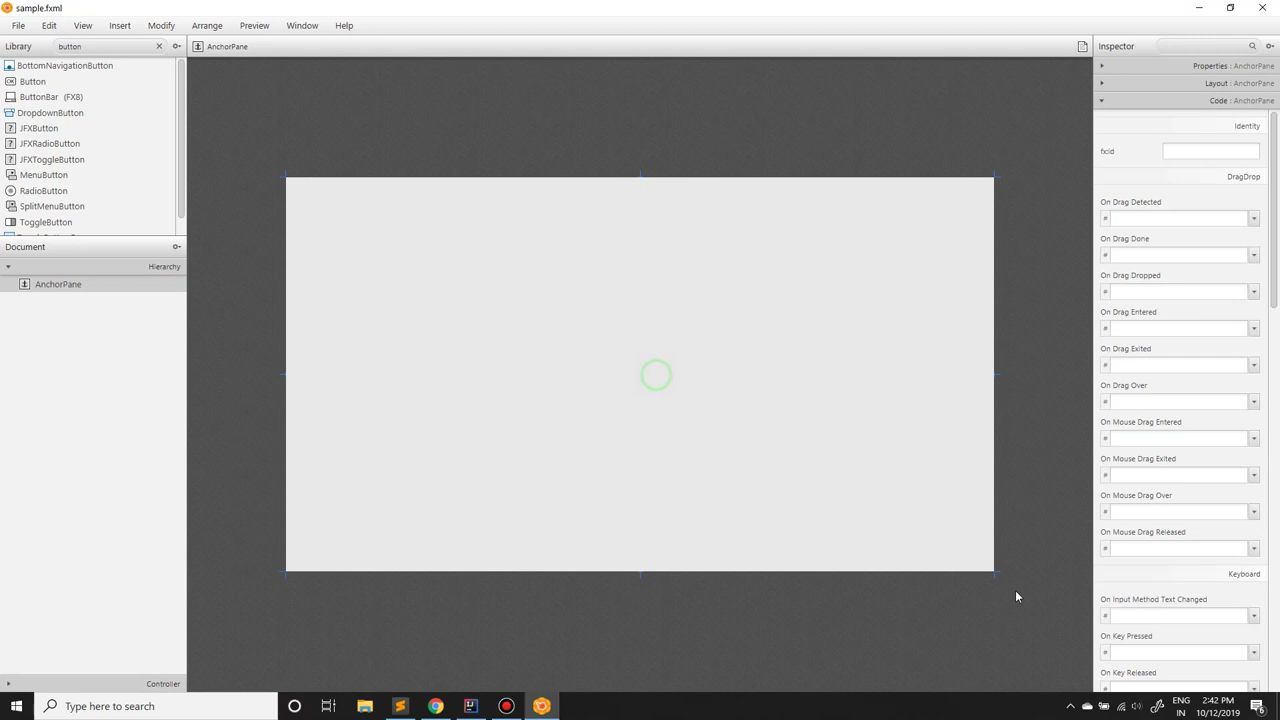 sample.fxml
File Edit View Insert Modify Arrange Preview Window Help
Library button
BottomNavigationButton
Button
ButtonBar (FX8)
DropdownButton
JFXButton
JFXRadioButton
JFXToggleButton
MenuButton
RadioButton
SplitMenuButton
ToggleButton
Document
Hierarchy
AnchorPane
Controller
AnchorPane
Inspector
Properties : AnchorPane
Layout : AnchorPane
Code : AnchorPane
Identity
fx:id
DragDrop
On Drag Detected
#
On Drag Done
#
On Drag Dropped
#
On Drag Entered
#
On Drag Exited
#
On Drag Over
#
On Mouse Drag Entered
#
On Mouse Drag Exited
#
On Mouse Drag Over
#
On Mouse Drag Released
#
Keyboard
On Input Method Text Changed
#
On Key Pressed
#
On Key Released
#
Type here to search
ENG
IN
2:42 PM
10/12/2019
6